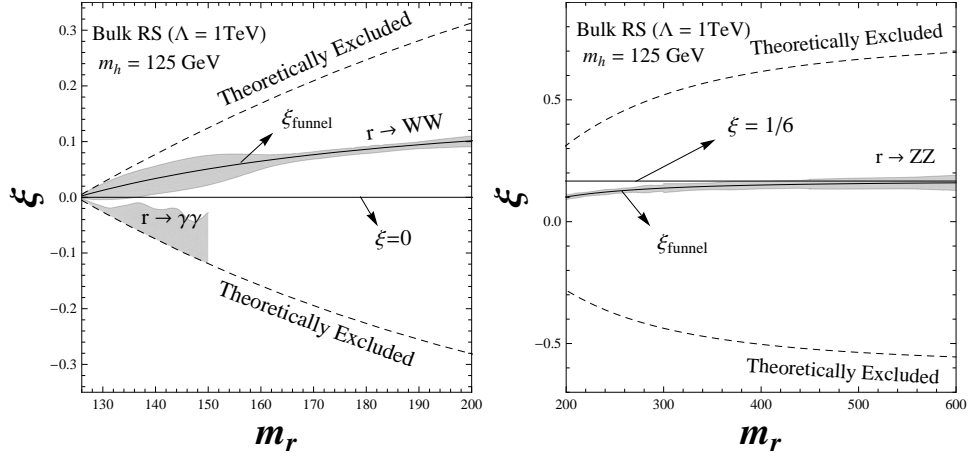 Bulk RS (Λ = 1TeV)
m_h = 125 GeV
Theoretically Excluded
ξ_funnel
r → WW
r → γγ
ξ=0
Theoretically Excluded
0.3
0.2
0.1
0.0
-0.1
-0.2
-0.3
ξ
130 140 150 160 170 180 190 200
m_r
Bulk RS (Λ = 1TeV)
m_h = 125 GeV
Theoretically Excluded
ξ = 1/6
r → ZZ
ξ_funnel
Theoretically Excluded
0.5
0.0
-0.5
ξ
200 300 400 500 600
m_r